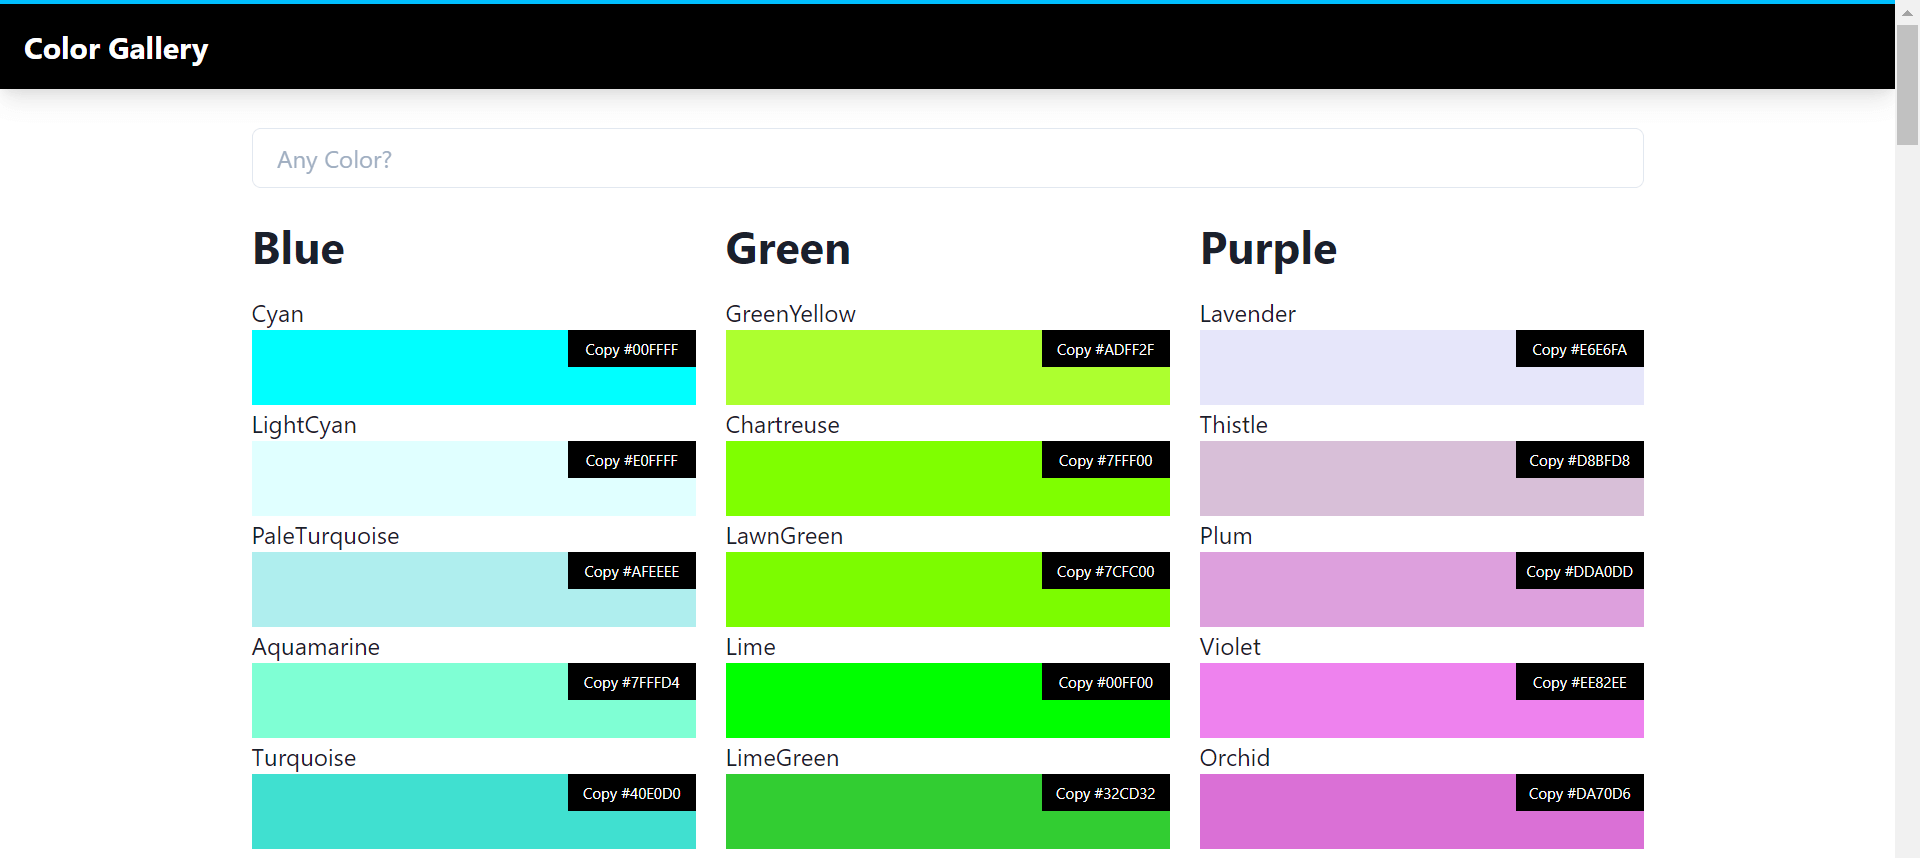 Color Gallery
Any Color?
Blue
Cyan
Copy #00FFFF
LightCyan
Copy #E0FFFF
PaleTurquoise
Copy #AFEEEE
Aquamarine
Copy #7FFFD4
Turquoise
Copy #40E0D0
Green
GreenYellow
Copy #ADFF2F
Chartreuse
Copy #7FFF00
LawnGreen
Copy #7CFC00
Lime
Copy #00FF00
LimeGreen
Copy #32CD32
Purple
Lavender
Copy #E6E6FA
Thistle
Copy #D8BFD8
Plum
Copy #DDA0DD
Violet
Copy #EE82EE
Orchid
Copy #DA70D6